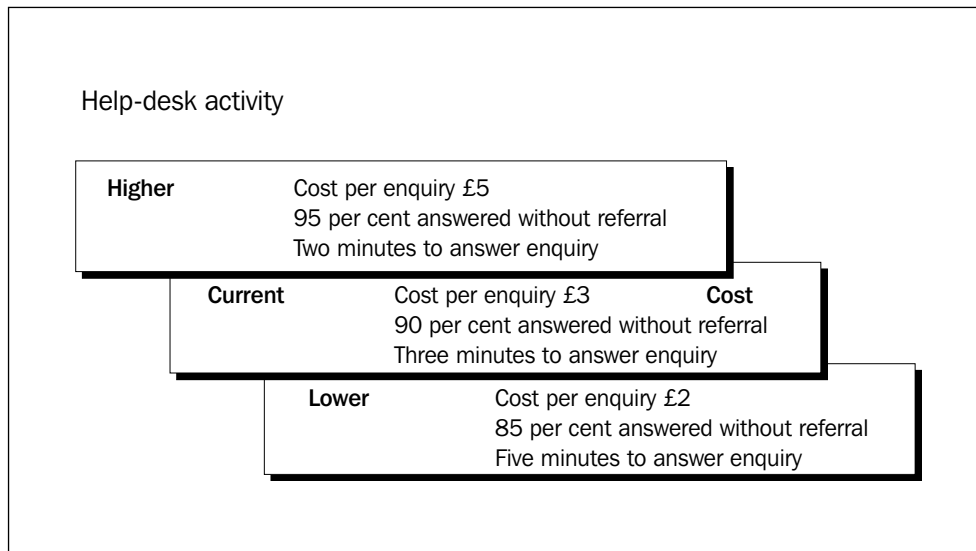 Help-desk activity
Higher Cost per enquiry £5
95 per cent answered without referral
Two minutes to answer enquiry
Current Cost per enquiry £3 Cost
90 per cent answered without referral
Three minutes to answer enquiry
Lower Cost per enquiry £2
85 per cent answered without referral
Five minutes to answer enquiry